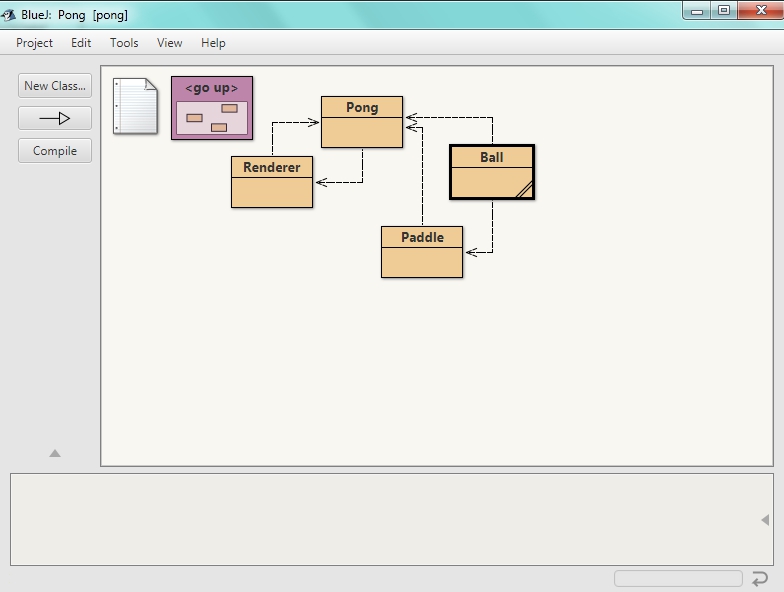 BlueJ: Pong [pong]
Project Edit Tools View Help
New Class...
Compile
<go up>
Pong
Renderer
Ball
Paddle